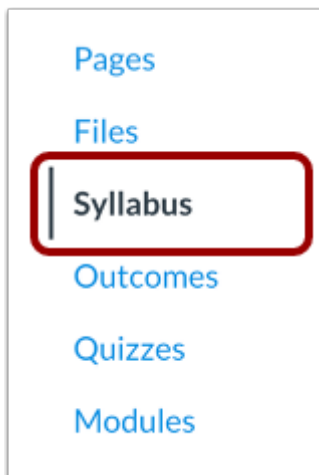 Pages
Files
Syllabus
Outcomes
Quizzes
Modules